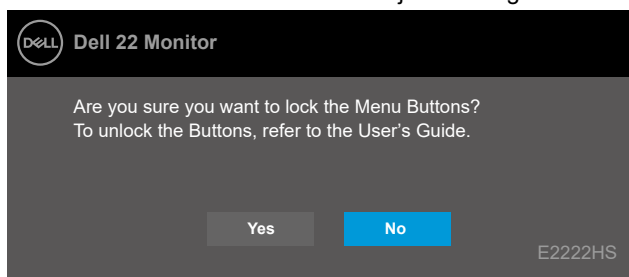 DELL Dell 22 Monitor
Are you sure you want to lock the Menu Buttons?
To unlock the Buttons, refer to the User's Guide.
Yes No
E2222HS